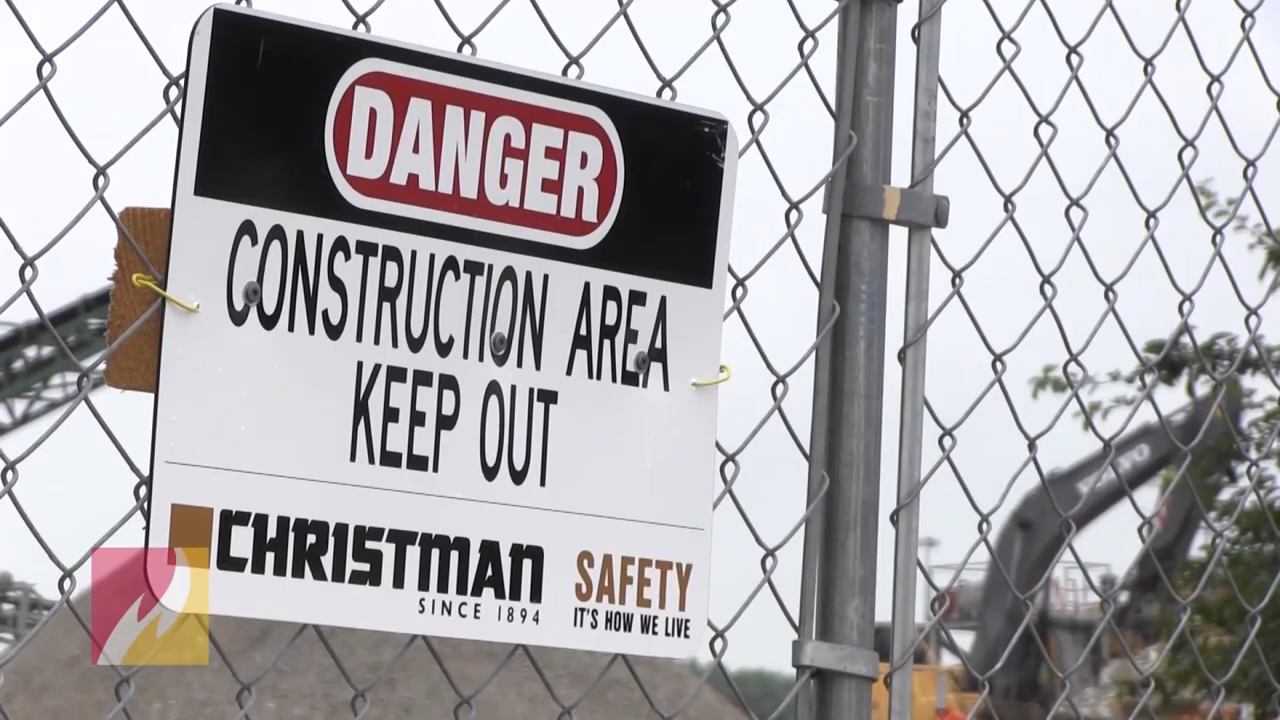 DANGER
CONSTRUCTION AREA
KEEP OUT
CHRISTMAN
SINCE 1894
SAFETY
IT'S HOW WE LIVE